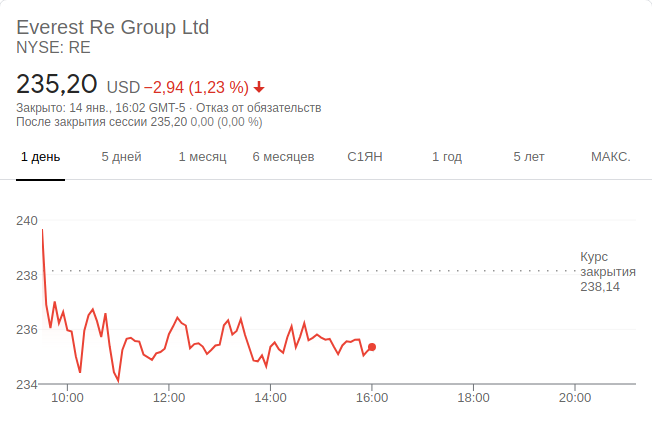 Everest Re Group Ltd
NYSE: RE
235,20 USD −2,94 (1,23 %)
Закрыто: 14 янв., 16:02 GMT-5 · Отказ от обязательств
После закрытия сессии 235,20 0,00 (0,00 %)
1 день 5 дней 1 месяц 6 месяцев С1ЯН 1 год 5 лет МАКС.
240
Курс
закрытия
238,14
238
236
234
10:00 12:00 14:00 16:00 18:00 20:00